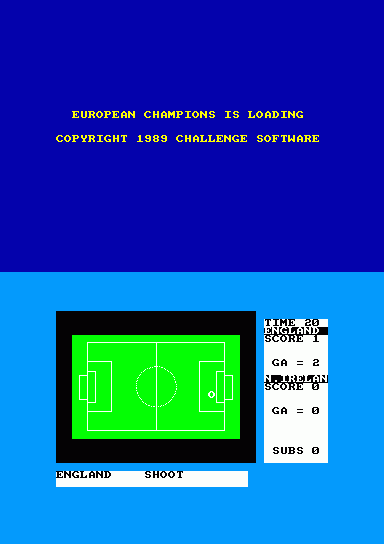 EUROPEAN CHAMPIONS IS LOADING
COPYRIGHT 1989 CHALLENGE SOFTWARE
TIME 20
ENGLAND
SCORE 1
GA = 2
N.IRELAN
SCORE 0
GA = 0
SUBS 0
ENGLAND SHOOT